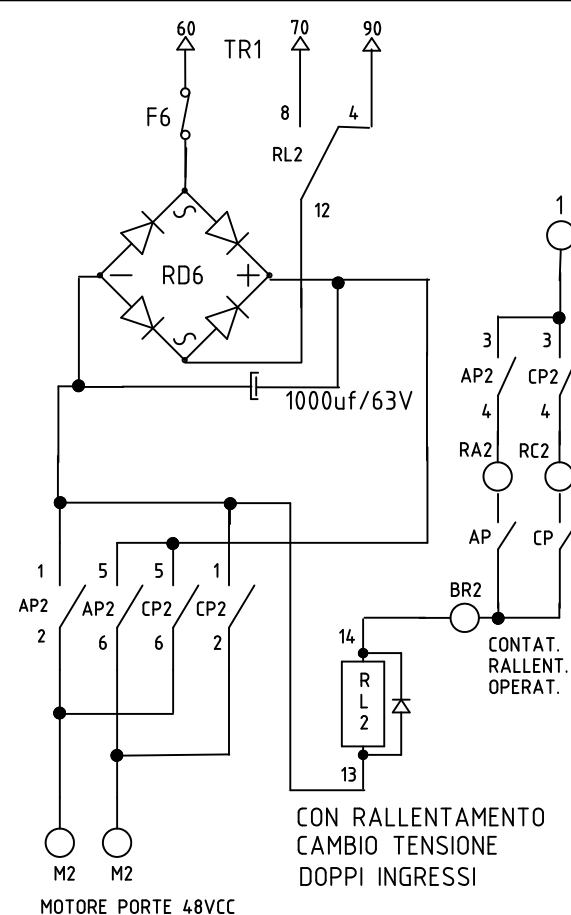 60
70
90
TR1
F6
8
4
RL2
12
1
RD6
3
3
AP2
CP2
1000uf/63V
4
4
RA2
RC2
AP
CP
1
5
5
1
AP2
AP2
CP2
CP2
2
6
6
2
BR2
14
CONTAT.
RALLENT.
OPERAT.
R
L
2
13
CON RALLENTAMENTO
CAMBIO TENSIONE
DOPPI INGRESSI
M2
M2
MOTORE PORTE 48VCC